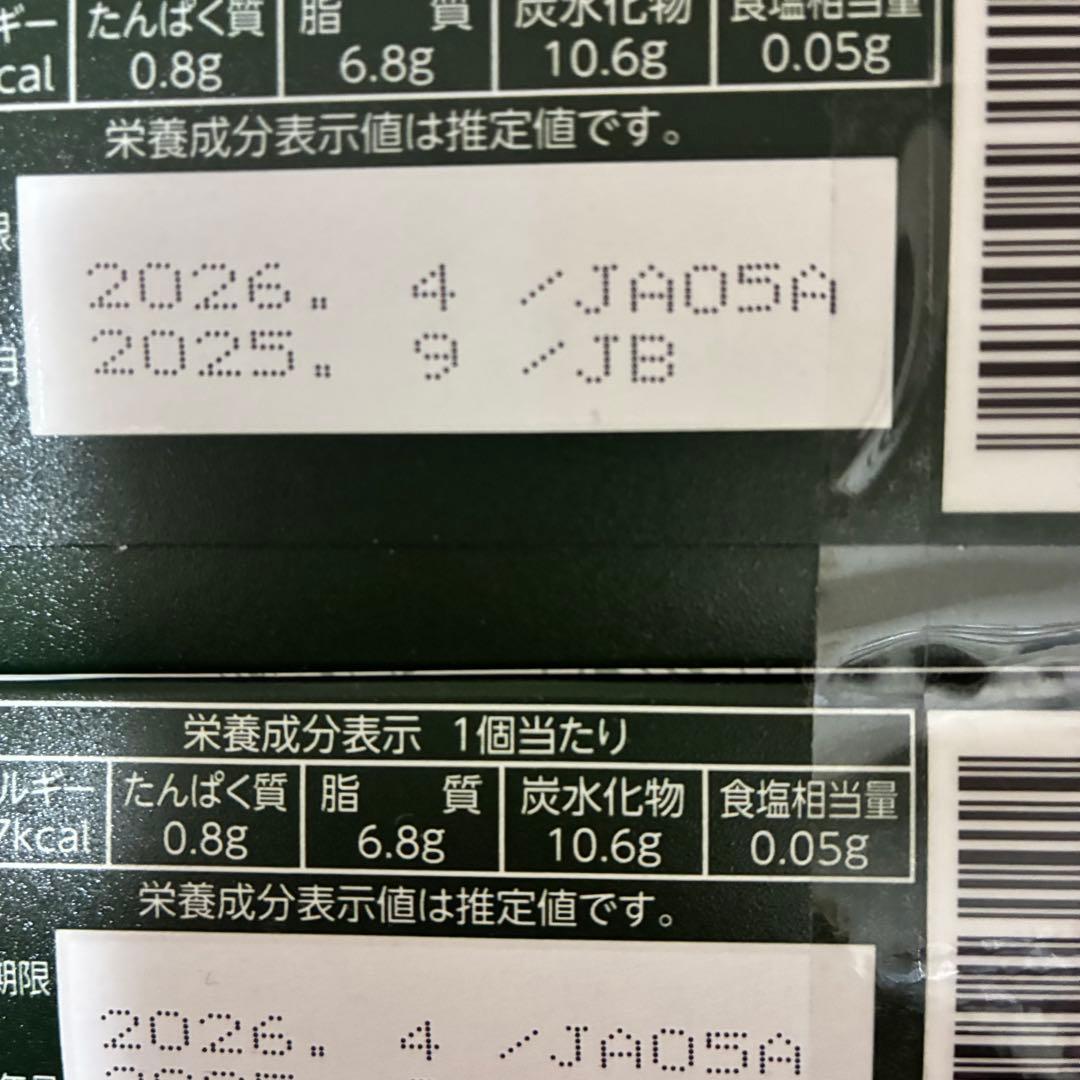 ギー たんぱく質 脂 質 炭水化物 食塩相当量
cal 0.8g 6.8g 10.6g 0.05g
栄養成分表示値は推定値です。
限 2026. 4 /JA05A
月 2025. 9 /JB
栄養成分表示 1個当たり
ルギー たんぱく質 脂 質 炭水化物 食塩相当量
7kcal 0.8g 6.8g 10.6g 0.05g
栄養成分表示値は推定値です。
期限 2026. 4 /JA05A